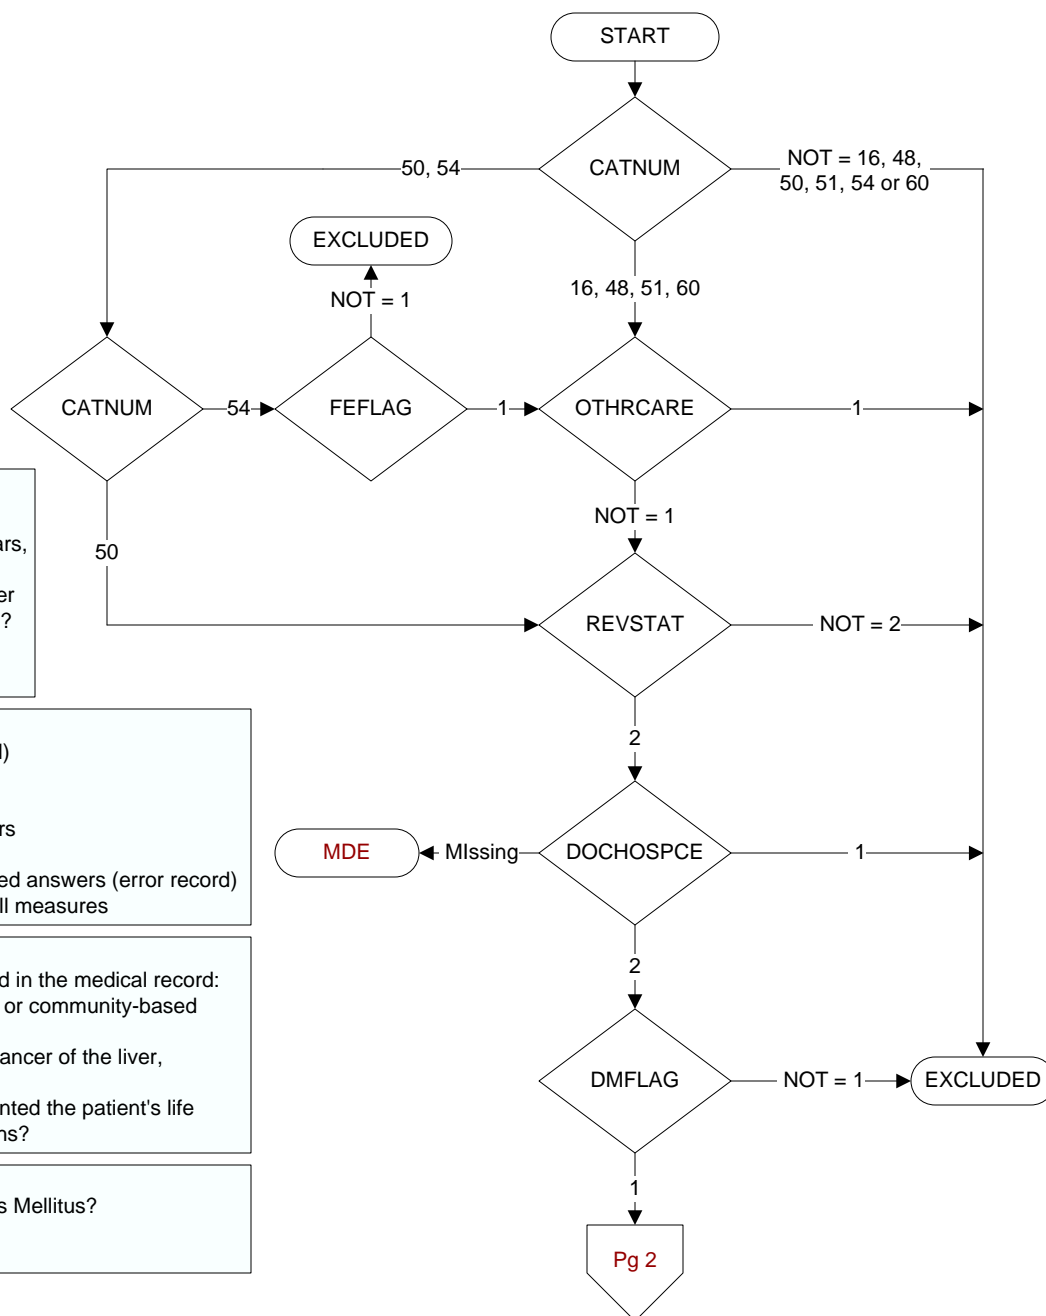 START
CATNUM
50, 54
NOT = 16, 48,
50, 51, 54 or 60
EXCLUDED
NOT = 1
16, 48, 51, 60
CATNUM
54
FEFLAG
1
OTHRCARE
1
NOT = 1
50
REVSTAT
NOT = 2
2
MDE
MIssing
DOCHOSPCE
1
2
DMFLAG
NOT = 1
EXCLUDED
1
Pg 2
ars,
er
?
l)
rs
ed answers (error record)
ll measures
d in the medical record:
or community-based
ancer of the liver,
nted the patient's life
ns?
s Mellitus?